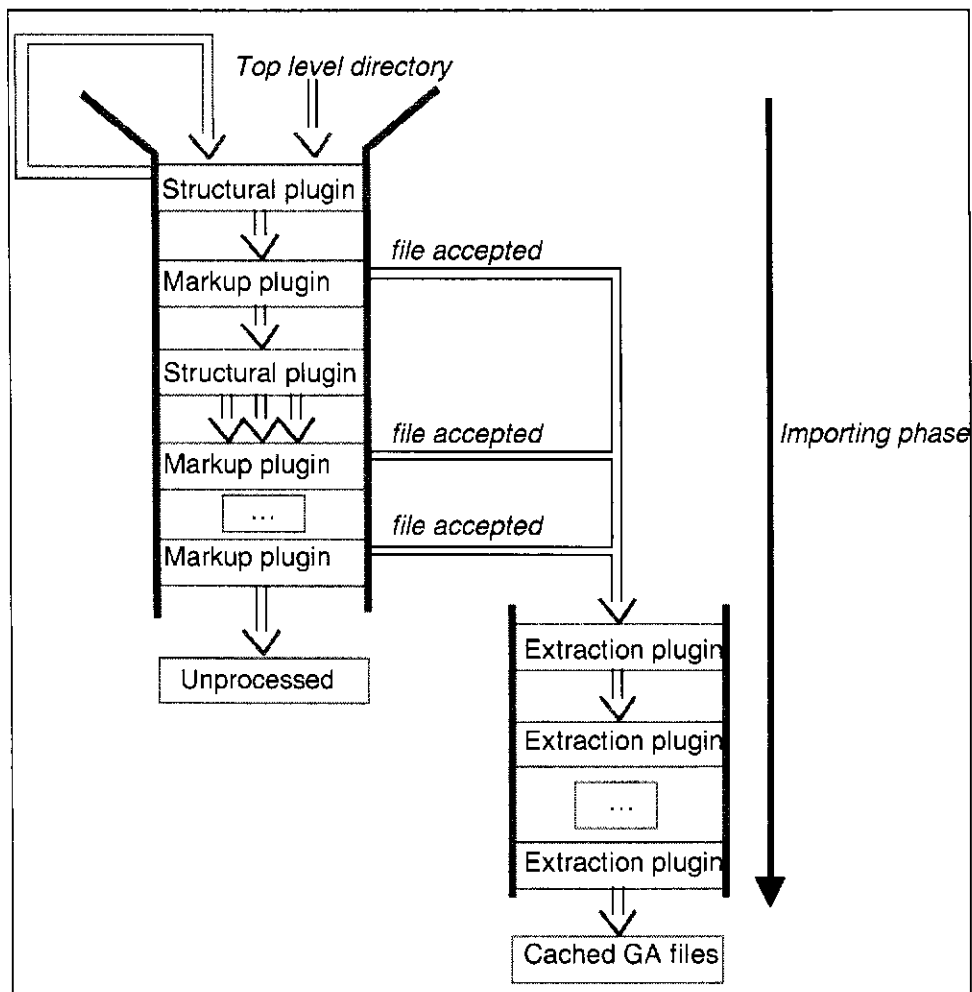 Top level directory
Structural plugin
file accepted
Markup plugin
Structural plugin
file accepted
Importing phase
Markup plugin
...
file accepted
Markup plugin
Extraction plugin
Unprocessed
Extraction plugin
...
Extraction plugin
Cached GA files